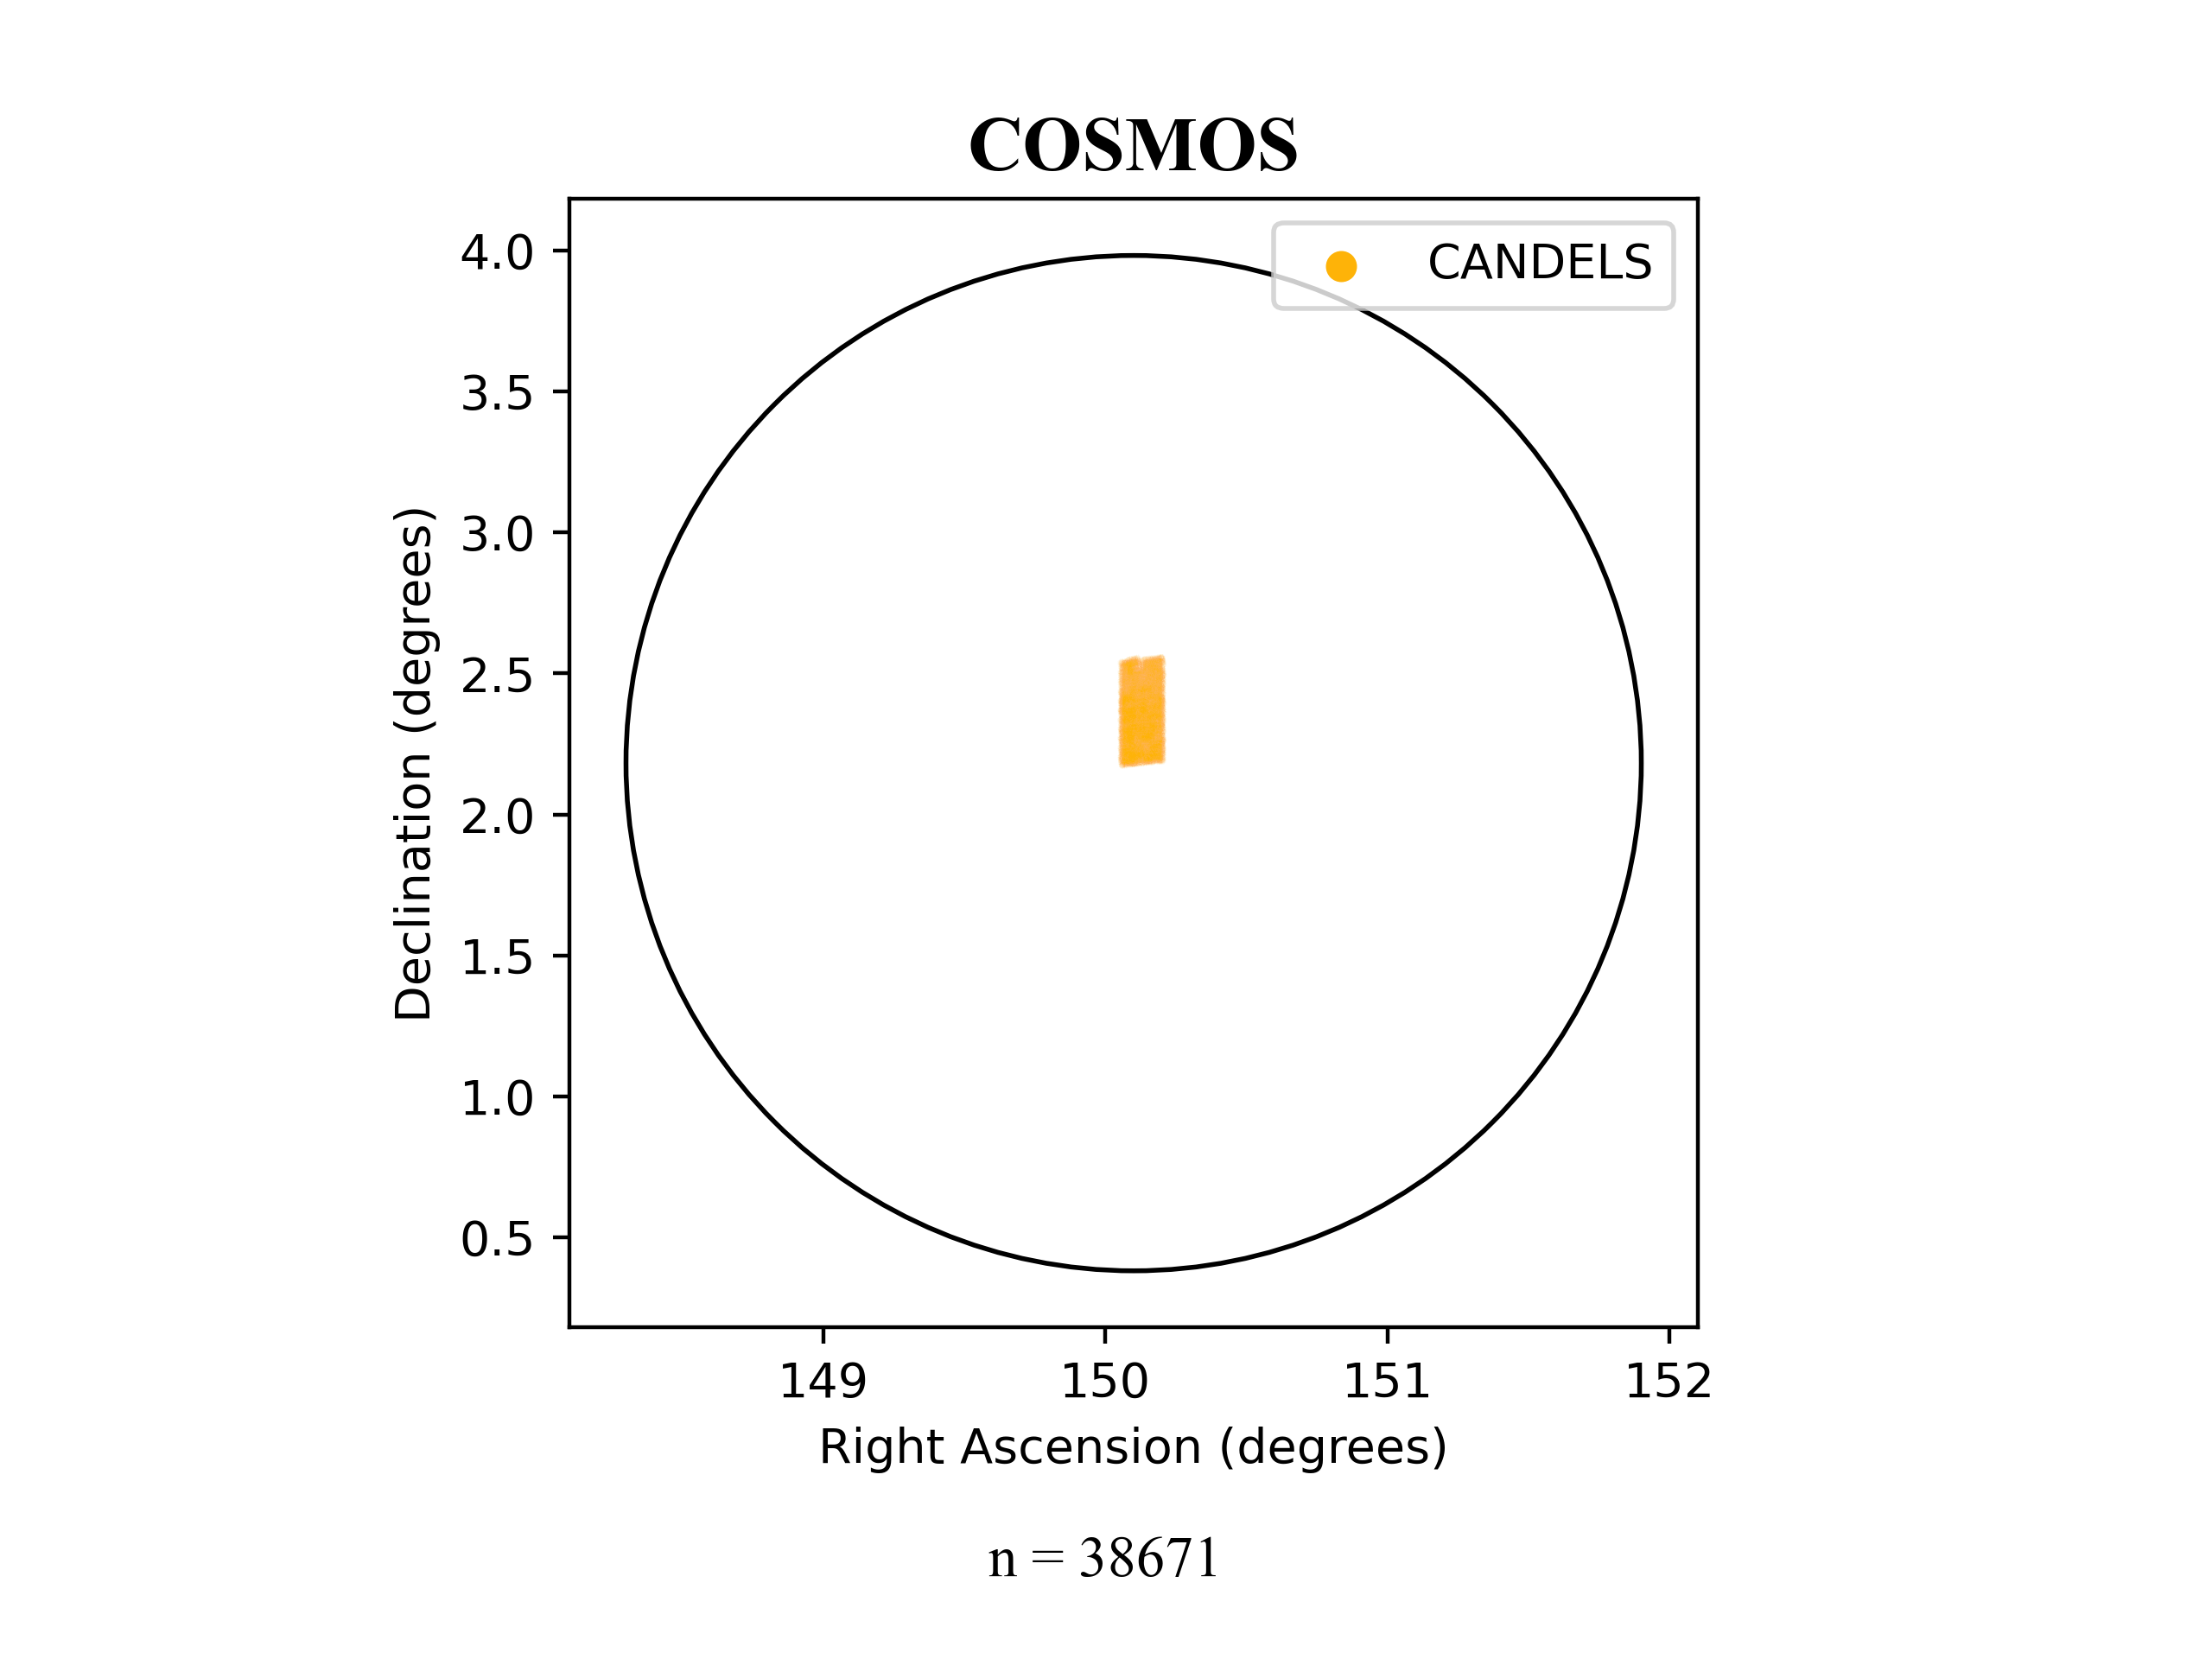 COSMOS
CANDELS
4.0
3.5
3.0
2.5
2.0
1.5
1.0
0.5
Declination (degrees)
149 150 151 152
Right Ascension (degrees)
n = 38671